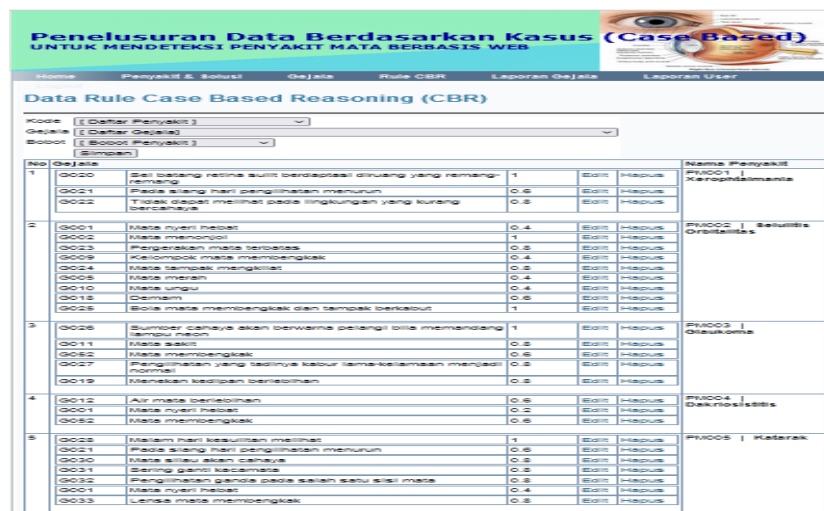 Penelusuran Data Berdasarkan Kasus (Case Based)
UNTUK MENDETEKSI PENYAKIT MATA BERBASIS WEB
Home Penyakit & Solusi Gejala Rule CBR Laporan Gejala Laporan User
Data Rule Case Based Reasoning (CBR)
Kode [ Daftar Penyakit ]
Gejala [ Daftar Gejala]
Bobot [ Bobot Penyakit ]
Simpan
No Gejala Nama Penyakit
1 G020 Sel batang retina sulit berdaptasi diruang yang remang-remang 1 Edit Hapus PM001 | Xerophtalmania
G021 Pada siang hari penglihatan menurun 0.6 Edit Hapus
G022 Tidak dapat melihat pada lingkungan yang kurang bercahaya 0.8 Edit Hapus
2 G001 Mata nyeri hebat 0.4 Edit Hapus PM002 | Selulitis Orbitalitas
G002 Mata menonjol 1 Edit Hapus
G023 Pergerakan mata terbatas 0.8 Edit Hapus
G009 Kelompok mata membengkak 0.4 Edit Hapus
G024 Mata tampak mengkilat 0.8 Edit Hapus
G005 Mata merah 0.4 Edit Hapus
G010 Mata ungu 0.4 Edit Hapus
G018 Demam 0.6 Edit Hapus
G025 Bola mata membengkak dan tampak berkabut 1 Edit Hapus
3 G026 Sumber cahaya akan berwarna pelangi bila memandang lampu neon 1 Edit Hapus PM003 | Glaukoma
G011 Mata sakit 0.8 Edit Hapus
G052 Mata membengkak 0.6 Edit Hapus
G027 Penglihatan yang tadinya kabur lama-kelamaan menjadi normal 0.8 Edit Hapus
G019 Menekan kedipan berlebihan 0.8 Edit Hapus
4 G012 Air mata berlebihan 0.6 Edit Hapus PM004 | Dakriosistitis
G001 Mata nyeri hebat 0.2 Edit Hapus
G052 Mata membengkak 0.6 Edit Hapus
5 G028 Malam hari kesulitan melihat 1 Edit Hapus PM005 | Katarak
G021 Pada siang hari penglihatan menurun 0.6 Edit Hapus
G030 Mata silau akan cahaya 0.8 Edit Hapus
G031 Sering ganti kacamata 0.8 Edit Hapus
G032 Penglihatan ganda pada salah satu sisi mata 0.8 Edit Hapus
G001 Mata nyeri hebat 0.4 Edit Hapus
G033 Lensa mata membengkak 0.8 Edit Hapus